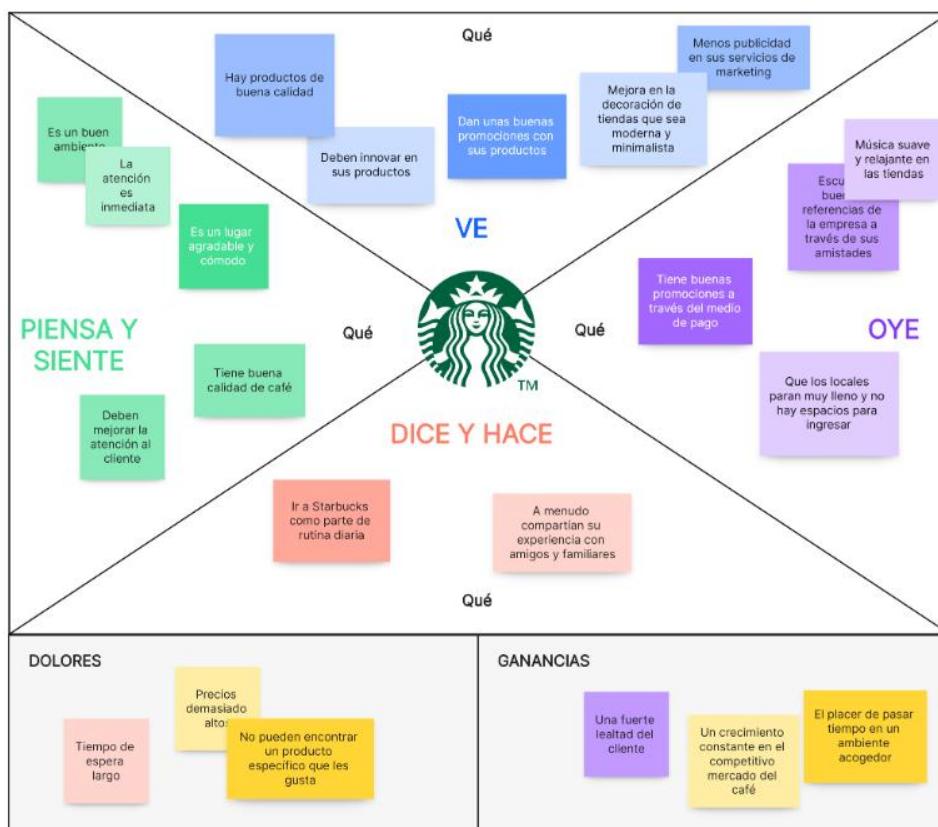 Qué
Menos publicidad
en sus servicios de
marketing
Hay productos de
buena calidad
Mejora en la
decoración de
tiendas que sea
moderna y
minimalista
Dan unas buenas
promociones con
sus productos
Deben innovar en
sus productos
VE
Es un buen
ambiente
La
atención
es
inmediata
Es un lugar
agradable y
cómodo
PIENSA Y
SIENTE
Qué
Tiene buena
calidad de café
Deben
mejorar la
atención al
cliente
TM
Música suave
y relajante en
las tiendas
referencias de
la empresa a
través de sus
amistades
Tiene buenas
promociones a
través del medio
de pago
Qué
OYE
Que los locales
paran muy lleno y no
hay espacios para
ingresar
DICE Y HACE
Ir a Starbucks
como parte de
rutina diaria
A menudo
compartían su
experiencia con
amigos y familiares
Qué
DOLORES
Precios
demasiado
altos
Tiempo de
espera
largo
No pueden encontrar
un producto
específico que les
gusta
GANANCIAS
Una fuerte
lealtad del
cliente
Un crecimiento
constante en el
competitivo
mercado del
café
El placer de pasar
tiempo en un
ambiente
acogedor